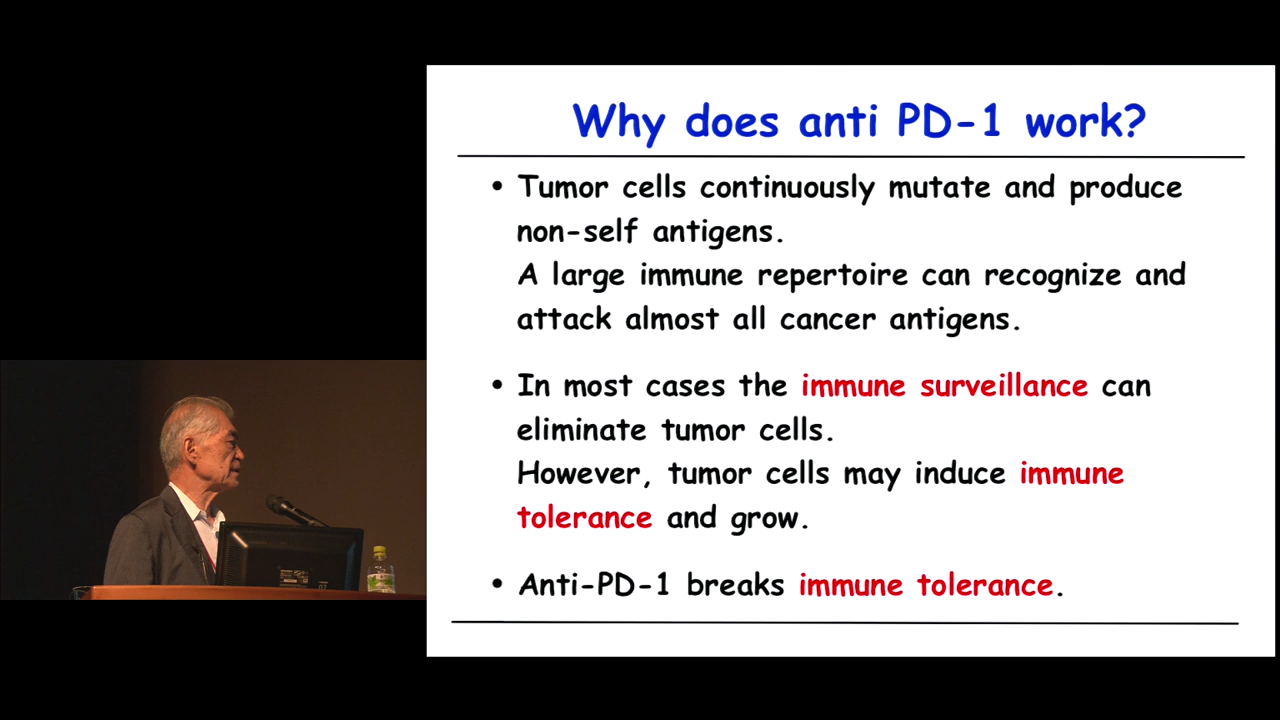 Why does anti PD-1 work?
• Tumor cells continuously mutate and produce
non-self antigens.
A large immune repertoire can recognize and
attack almost all cancer antigens.
• In most cases the immune surveillance can
eliminate tumor cells.
However, tumor cells may induce immune
tolerance and grow.
• Anti-PD-1 breaks immune tolerance.